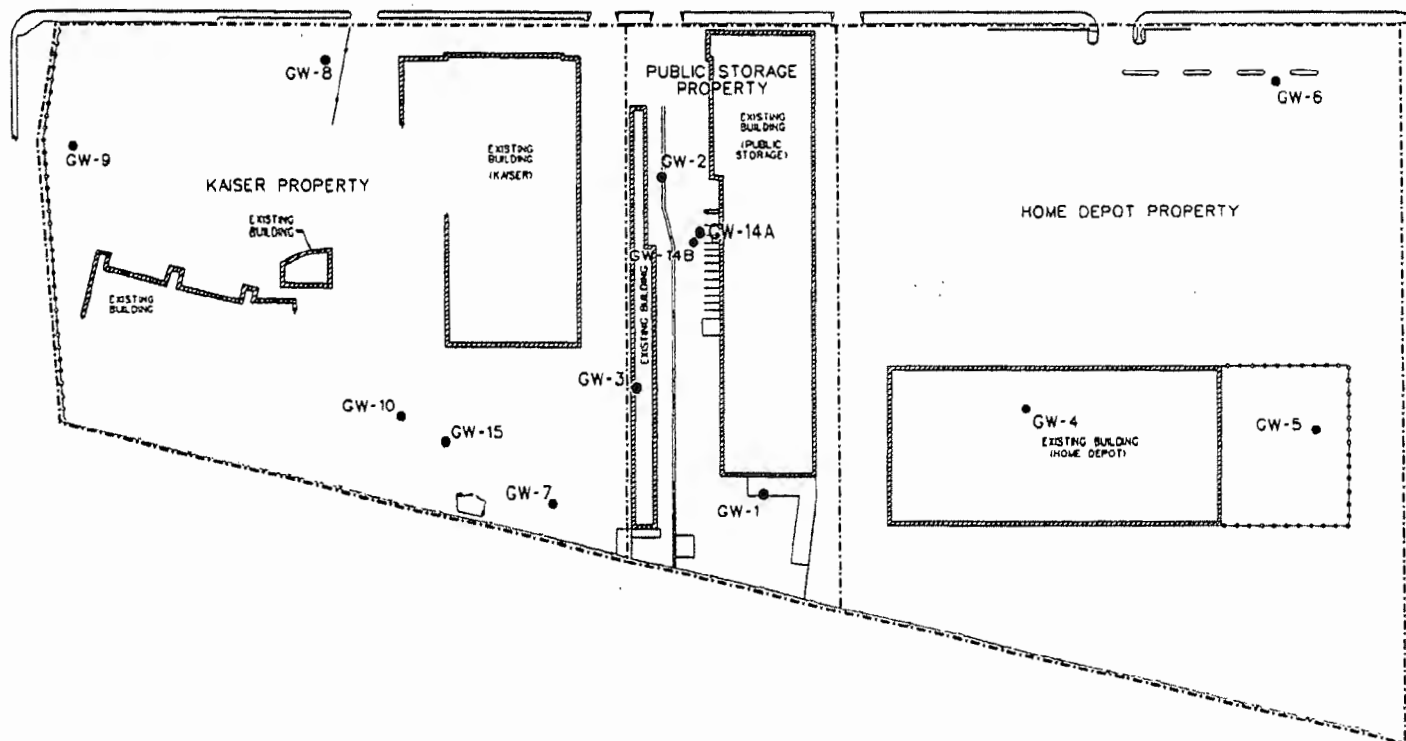 GW-8
PUBLIC STORAGE
PROPERTY
GW-6
EXISTING
BUILDING
(PUBLIC
STORAGE)
GW-9
EXISTING
BUILDING
(KAISER)
GW-2
KAISER PROPERTY
HOME DEPOT PROPERTY
EXISTING
BUILDING
GW-14A
GW-14B
EXISTING
BUILDING
EXISTING BUILDING
GW-3
GW-10
GW-15
GW-4
GW-5
EXISTING BUILDING
(HOME DEPOT)
GW-7
GW-1